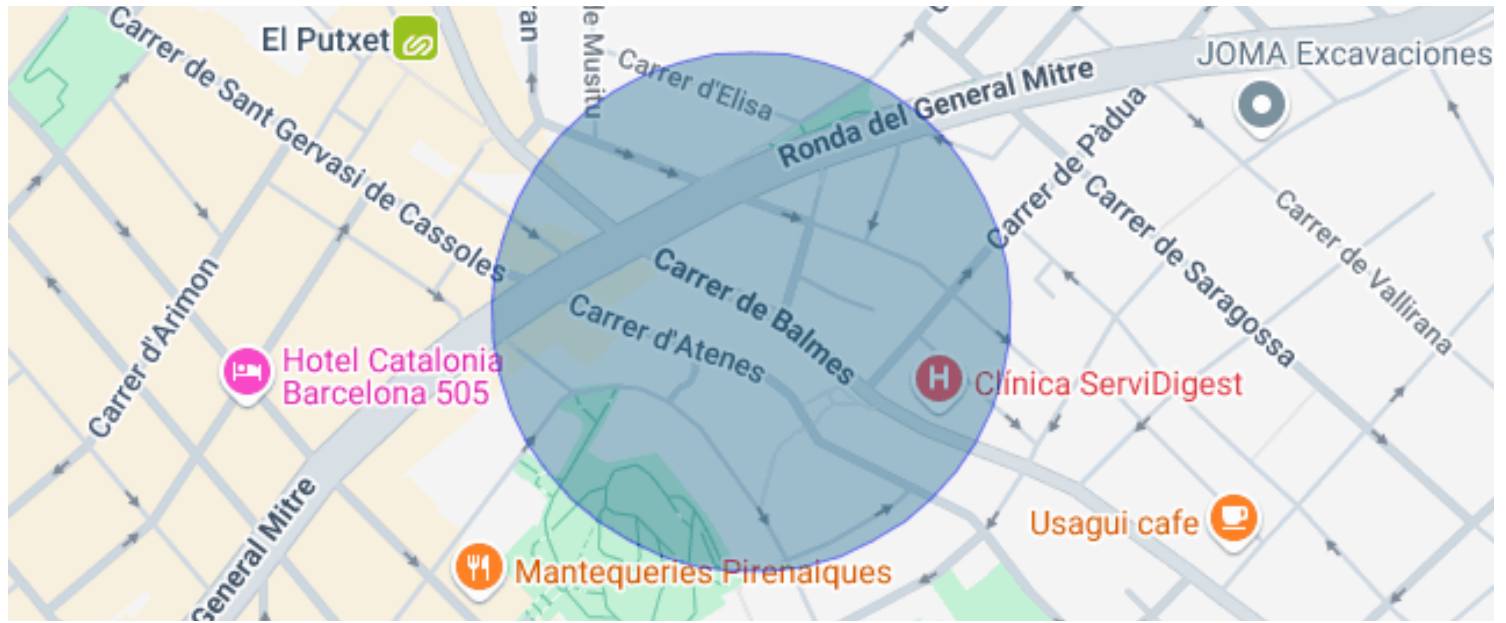 El Putxet
Carrer de Sant Gervasi de Cassoles
de Musitu
Carrer d'Elisa
Ronda del General Mitre
JOMA Excavaciones
Carrer de Pàdua
Carrer de Saragossa
Carrer de Vallirana
Carrer d'Arimon
Carrer de Balmes
Carrer d'Atenes
Hotel Catalonia
Barcelona 505
H
Clínica ServiDigest
General Mitre
Usagui cafe
Mantequeries Pirenaiques